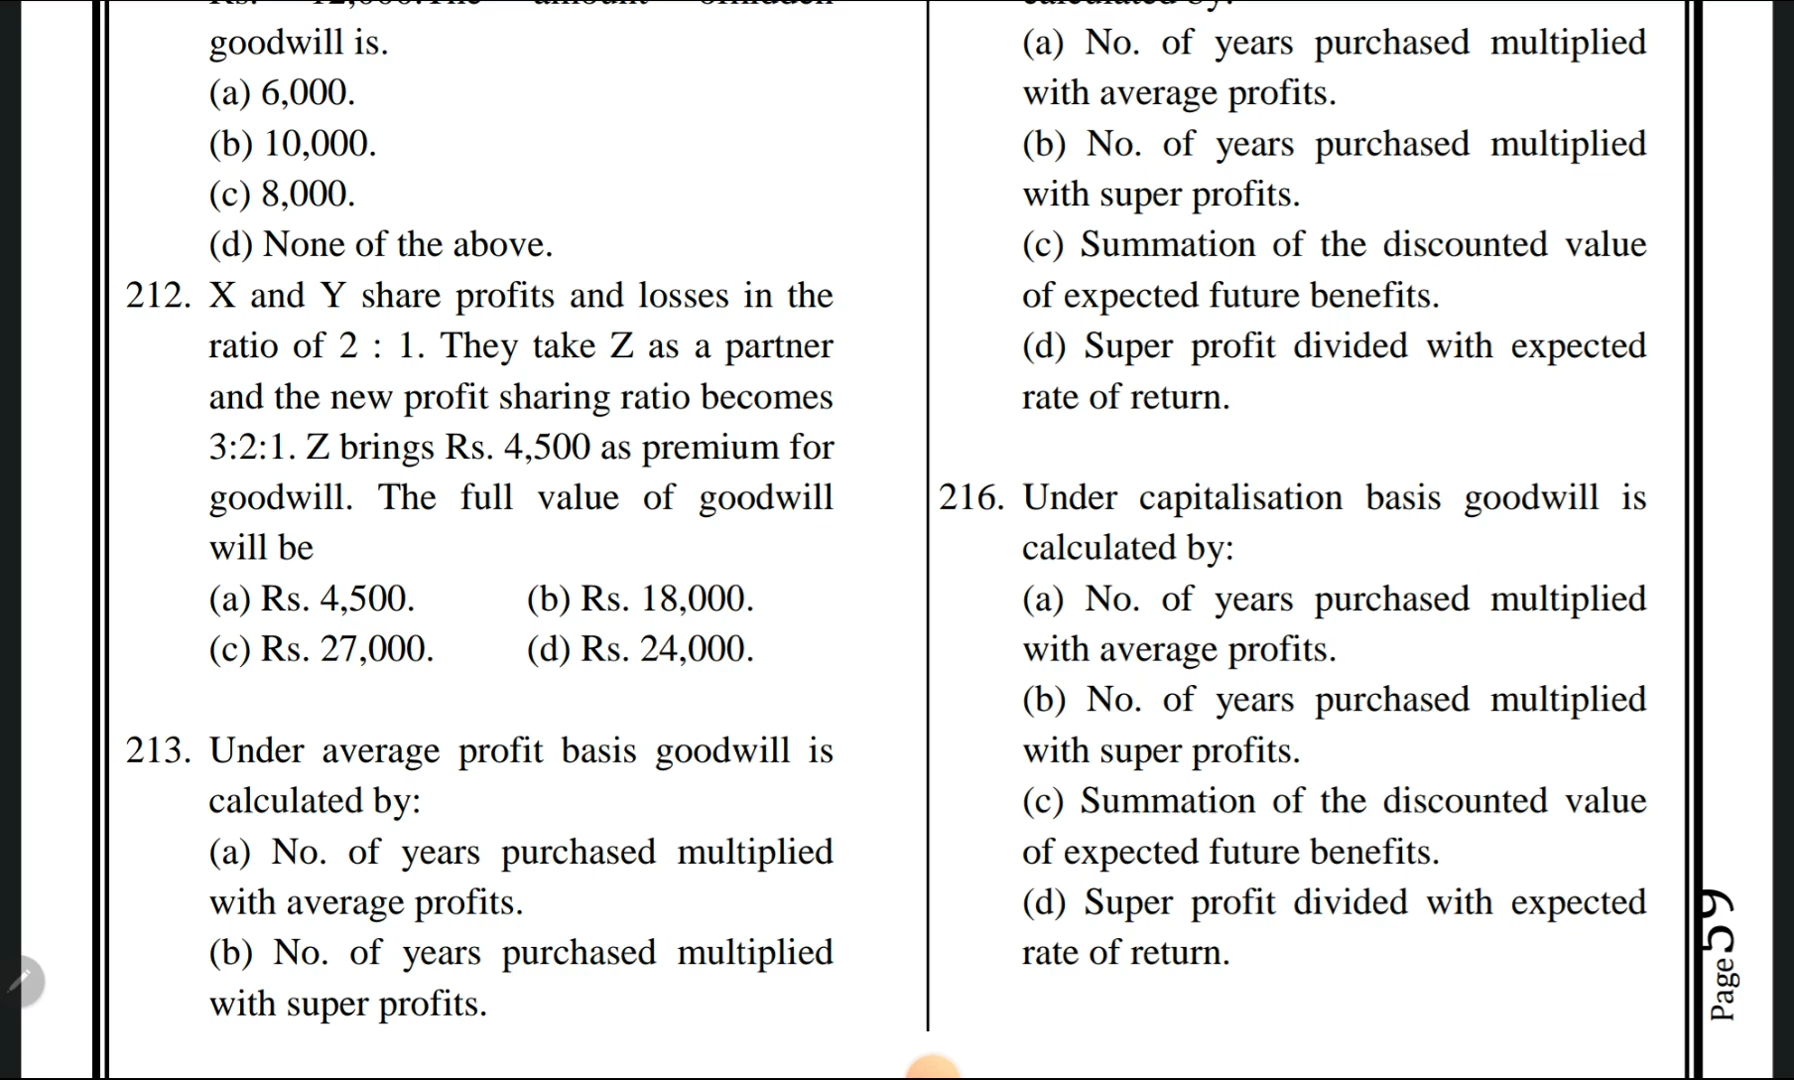 goodwill is.
(a) 6,000.
(b) 10,000.
(c) 8,000.
(d) None of the above.
212. X and Y share profits and losses in the
ratio of 2 : 1. They take Z as a partner
and the new profit sharing ratio becomes
3:2:1. Z brings Rs. 4,500 as premium for
goodwill. The full value of goodwill
will be
(a) Rs. 4,500. (b) Rs. 18,000.
(c) Rs. 27,000. (d) Rs. 24,000.
213. Under average profit basis goodwill is
calculated by:
(a) No. of years purchased multiplied
with average profits.
(b) No. of years purchased multiplied
with super profits.
(a) No. of years purchased multiplied
with average profits.
(b) No. of years purchased multiplied
with super profits.
(c) Summation of the discounted value
of expected future benefits.
(d) Super profit divided with expected
rate of return.
216. Under capitalisation basis goodwill is
calculated by:
(a) No. of years purchased multiplied
with average profits.
(b) No. of years purchased multiplied
with super profits.
(c) Summation of the discounted value
of expected future benefits.
(d) Super profit divided with expected
rate of return.
Page 59